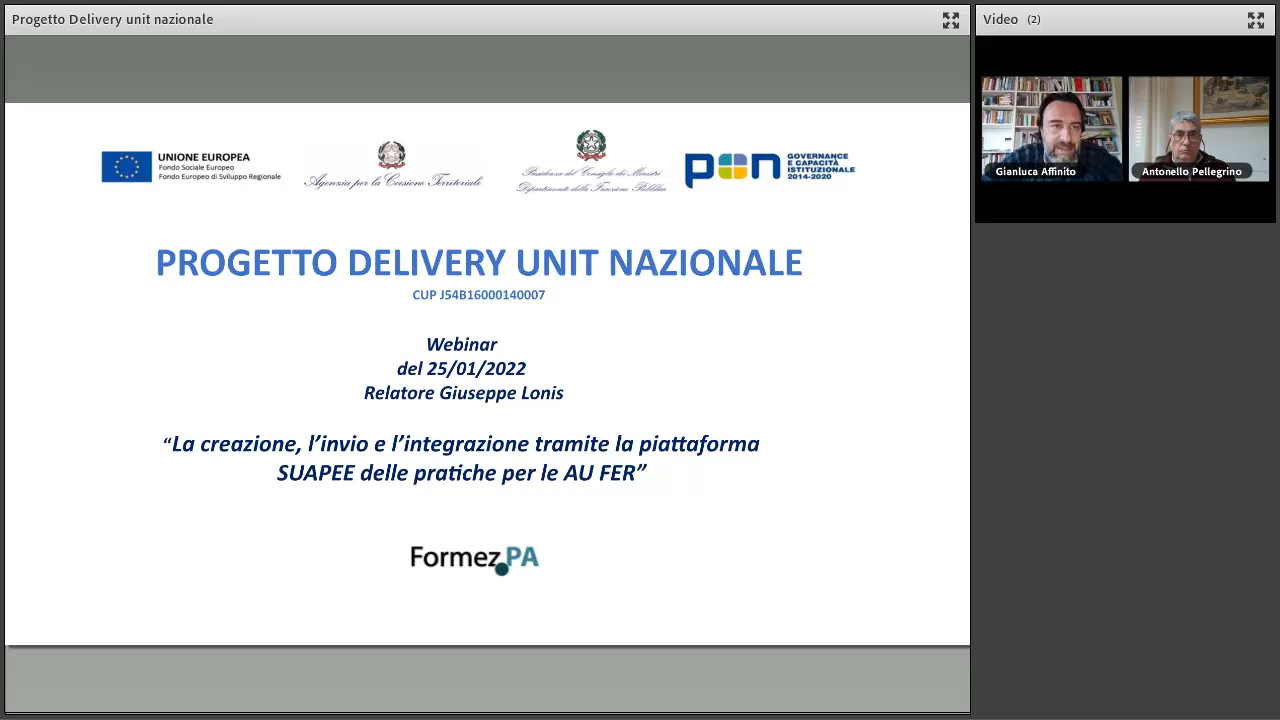 Progetto Delivery unit nazionale
Video (2)
UNIONE EUROPEA
Fondo Sociale Europeo
Fondo Europeo di Sviluppo Regionale
Agenzia per la Coesione Territoriale
Presidenza del Consiglio dei Ministri
Dipartimento della Funzione Pubblica
pon
GOVERNANCE
E CAPACITÀ
ISTITUZIONALE
2014-2020
Gianluca Affinito
Antonello Pellegrino
PROGETTO DELIVERY UNIT NAZIONALE
CUP J54B16000140007
Webinar
del 25/01/2022
Relatore Giuseppe Lonis
“La creazione, l’invio e l’integrazione tramite la piattaforma
SUAPEE delle pratiche per le AU FER”
Formez PA